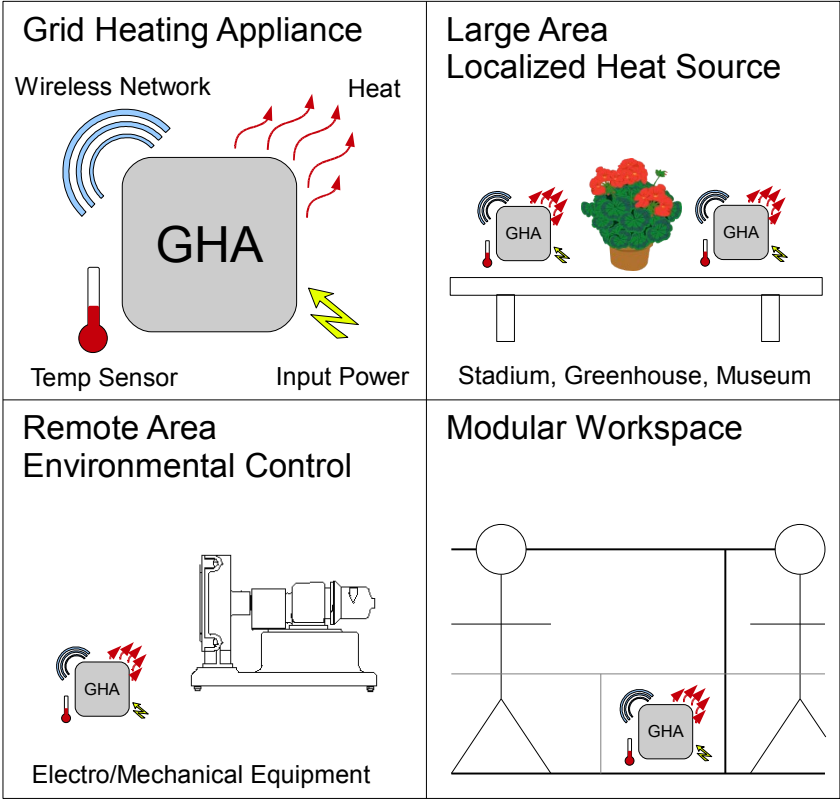 Grid Heating Appliance
Wireless Network
Heat
GHA
Temp Sensor
Input Power
Large Area
Localized Heat Source
GHA
GHA
Stadium, Greenhouse, Museum
Remote Area
Environmental Control
GHA
Electro/Mechanical Equipment
Modular Workspace
GHA